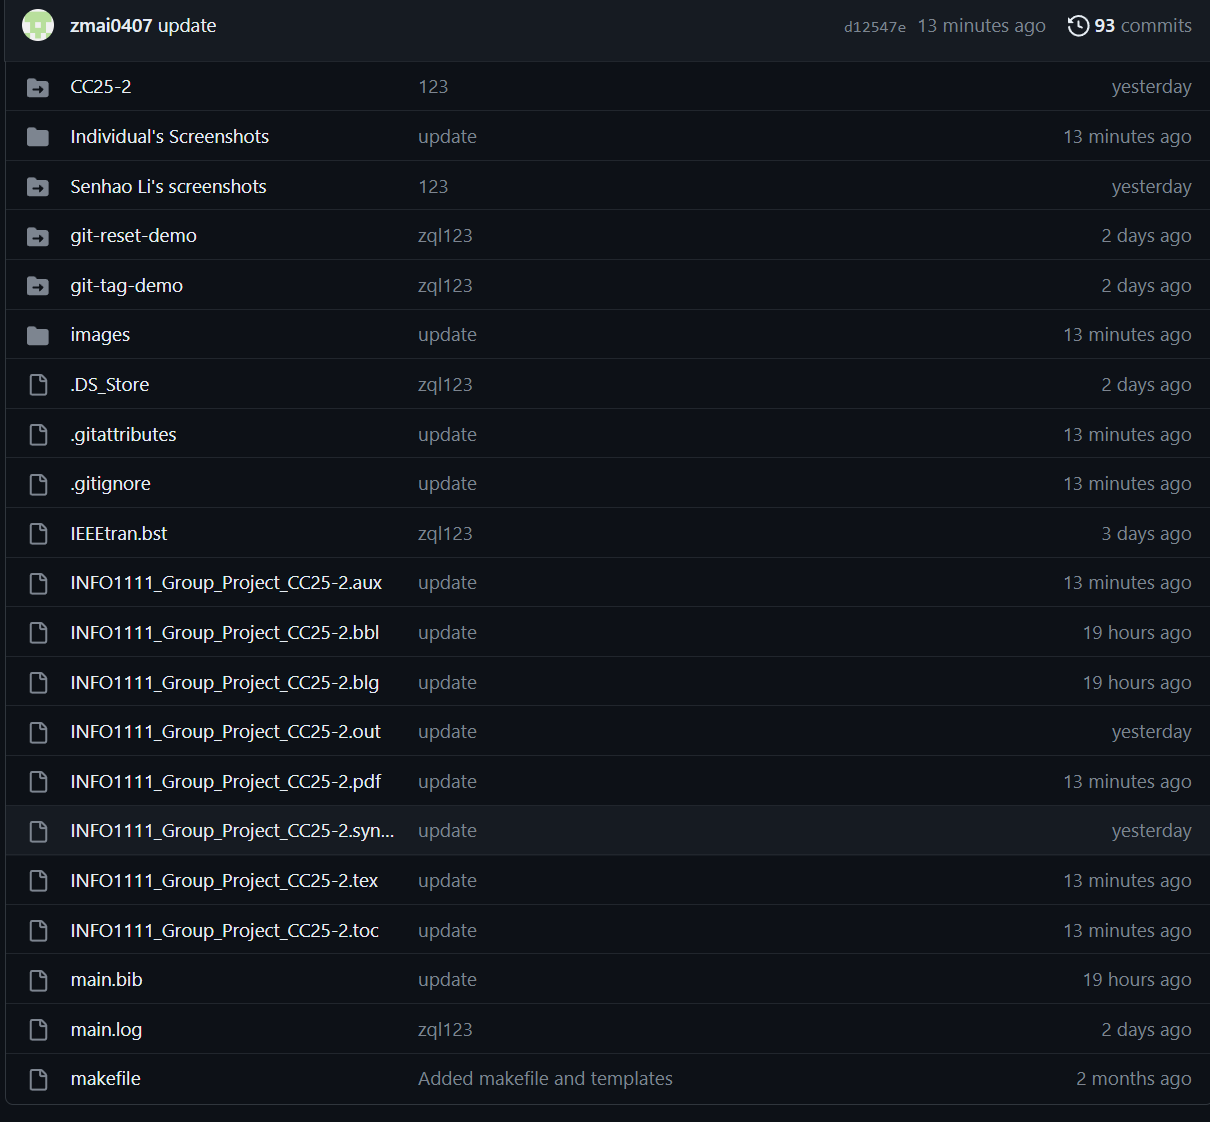 zmai0407 update d12547e 13 minutes ago 93 commits
CC25-2 123 yesterday
Individual's Screenshots update 13 minutes ago
Senhao Li's screenshots 123 yesterday
git-reset-demo zql123 2 days ago
git-tag-demo zql123 2 days ago
images update 13 minutes ago
.DS_Store zql123 2 days ago
.gitattributes update 13 minutes ago
.gitignore update 13 minutes ago
IEEEtran.bst zql123 3 days ago
INFO1111_Group_Project_CC25-2.aux update 13 minutes ago
INFO1111_Group_Project_CC25-2.bbl update 19 hours ago
INFO1111_Group_Project_CC25-2.blg update 19 hours ago
INFO1111_Group_Project_CC25-2.out update yesterday
INFO1111_Group_Project_CC25-2.pdf update 13 minutes ago
INFO1111_Group_Project_CC25-2.syn... update yesterday
INFO1111_Group_Project_CC25-2.tex update 13 minutes ago
INFO1111_Group_Project_CC25-2.toc update 13 minutes ago
main.bib update 19 hours ago
main.log zql123 2 days ago
makefile Added makefile and templates 2 months ago